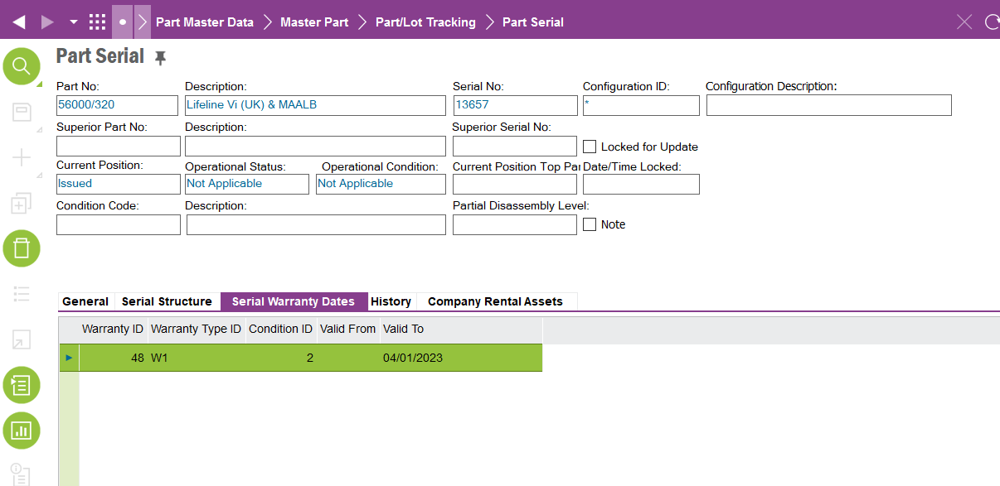 Part Master Data Master Part Part/Lot Tracking Part Serial
Part Serial
Part No: Description: Serial No: Configuration ID: Configuration Description:
56000/320 Lifeline Vi (UK) & MAALB 13657 *
Superior Part No: Description: Superior Serial No:
Locked for Update
Current Position: Operational Status: Operational Condition: Current Position Top Par Date/Time Locked:
Issued Not Applicable Not Applicable
Condition Code: Description: Partial Disassembly Level:
Note
General Serial Structure Serial Warranty Dates History Company Rental Assets
Warranty ID Warranty Type ID Condition ID Valid From Valid To
48 W1 2 04/01/2023